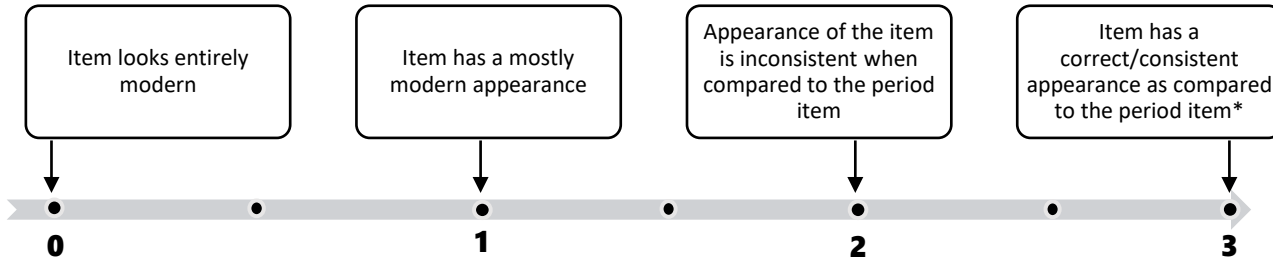 Item looks entirely
modern
Item has a mostly
modern appearance
Appearance of the item
is inconsistent when
compared to the period
item
Item has a
correct/consistent
appearance as compared
to the period item*
0
1
2
3